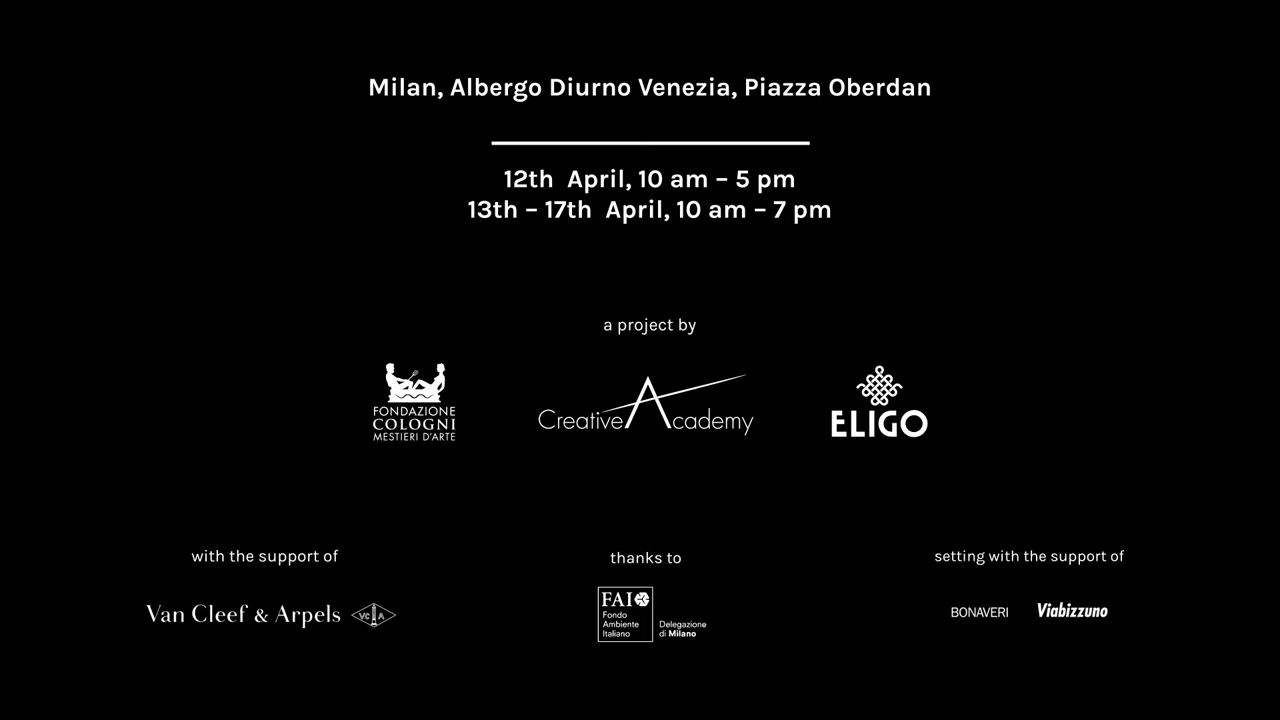 Milan, Albergo Diurno Venezia, Piazza Oberdan
12th April, 10 am – 5 pm
13th – 17th April, 10 am – 7 pm
a project by
FONDAZIONE
COLOGNI
MESTIERI D'ARTE
Creative Academy
ELIGO
with the support of
Van Cleef & Arpels VC A
thanks to
FAI
Fondo
Ambiente
Italiano
Delegazione
di Milano
setting with the support of
BONAVERI
Viabizzuno